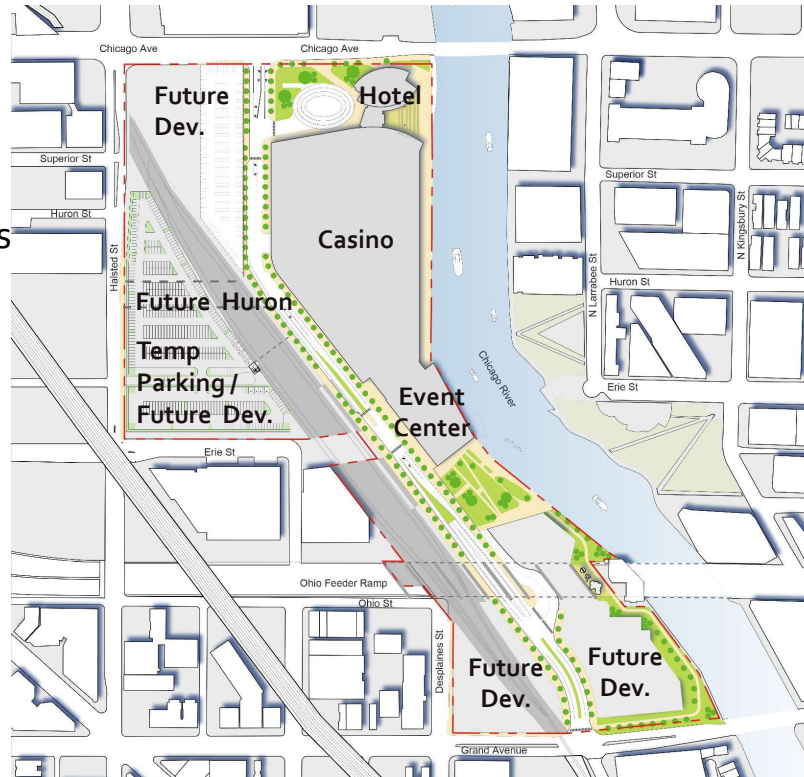 Chicago Ave
Chicago Ave
Future
Dev.
Hotel
Superior St
Superior St
Huron St
s
Halsted St
Casino
N Larrabee St
N Kingsbury St
Future Huron
Huron St
Temp
Parking/
Future Dev.
Chicago River
Event
Center
Erie St
Erie St
Ohio Feeder Ramp
Ohio St
Desplaines St
Future
Dev.
Future
Dev.
Grand Avenue